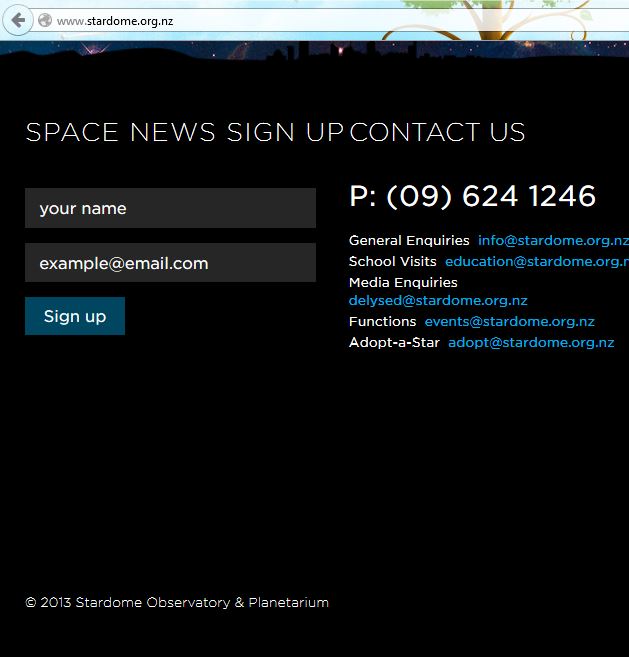 www.stardome.org.nz
SPACE NEWS SIGN UP
your name
example@email.com
Sign up
CONTACT US
P: (09) 624 1246
General Enquiries info@stardome.org.nz
School Visits education@stardome.org.n
Media Enquiries
delysed@stardome.org.nz
Functions events@stardome.org.nz
Adopt-a-Star adopt@stardome.org.nz
© 2013 Stardome Observatory & Planetarium